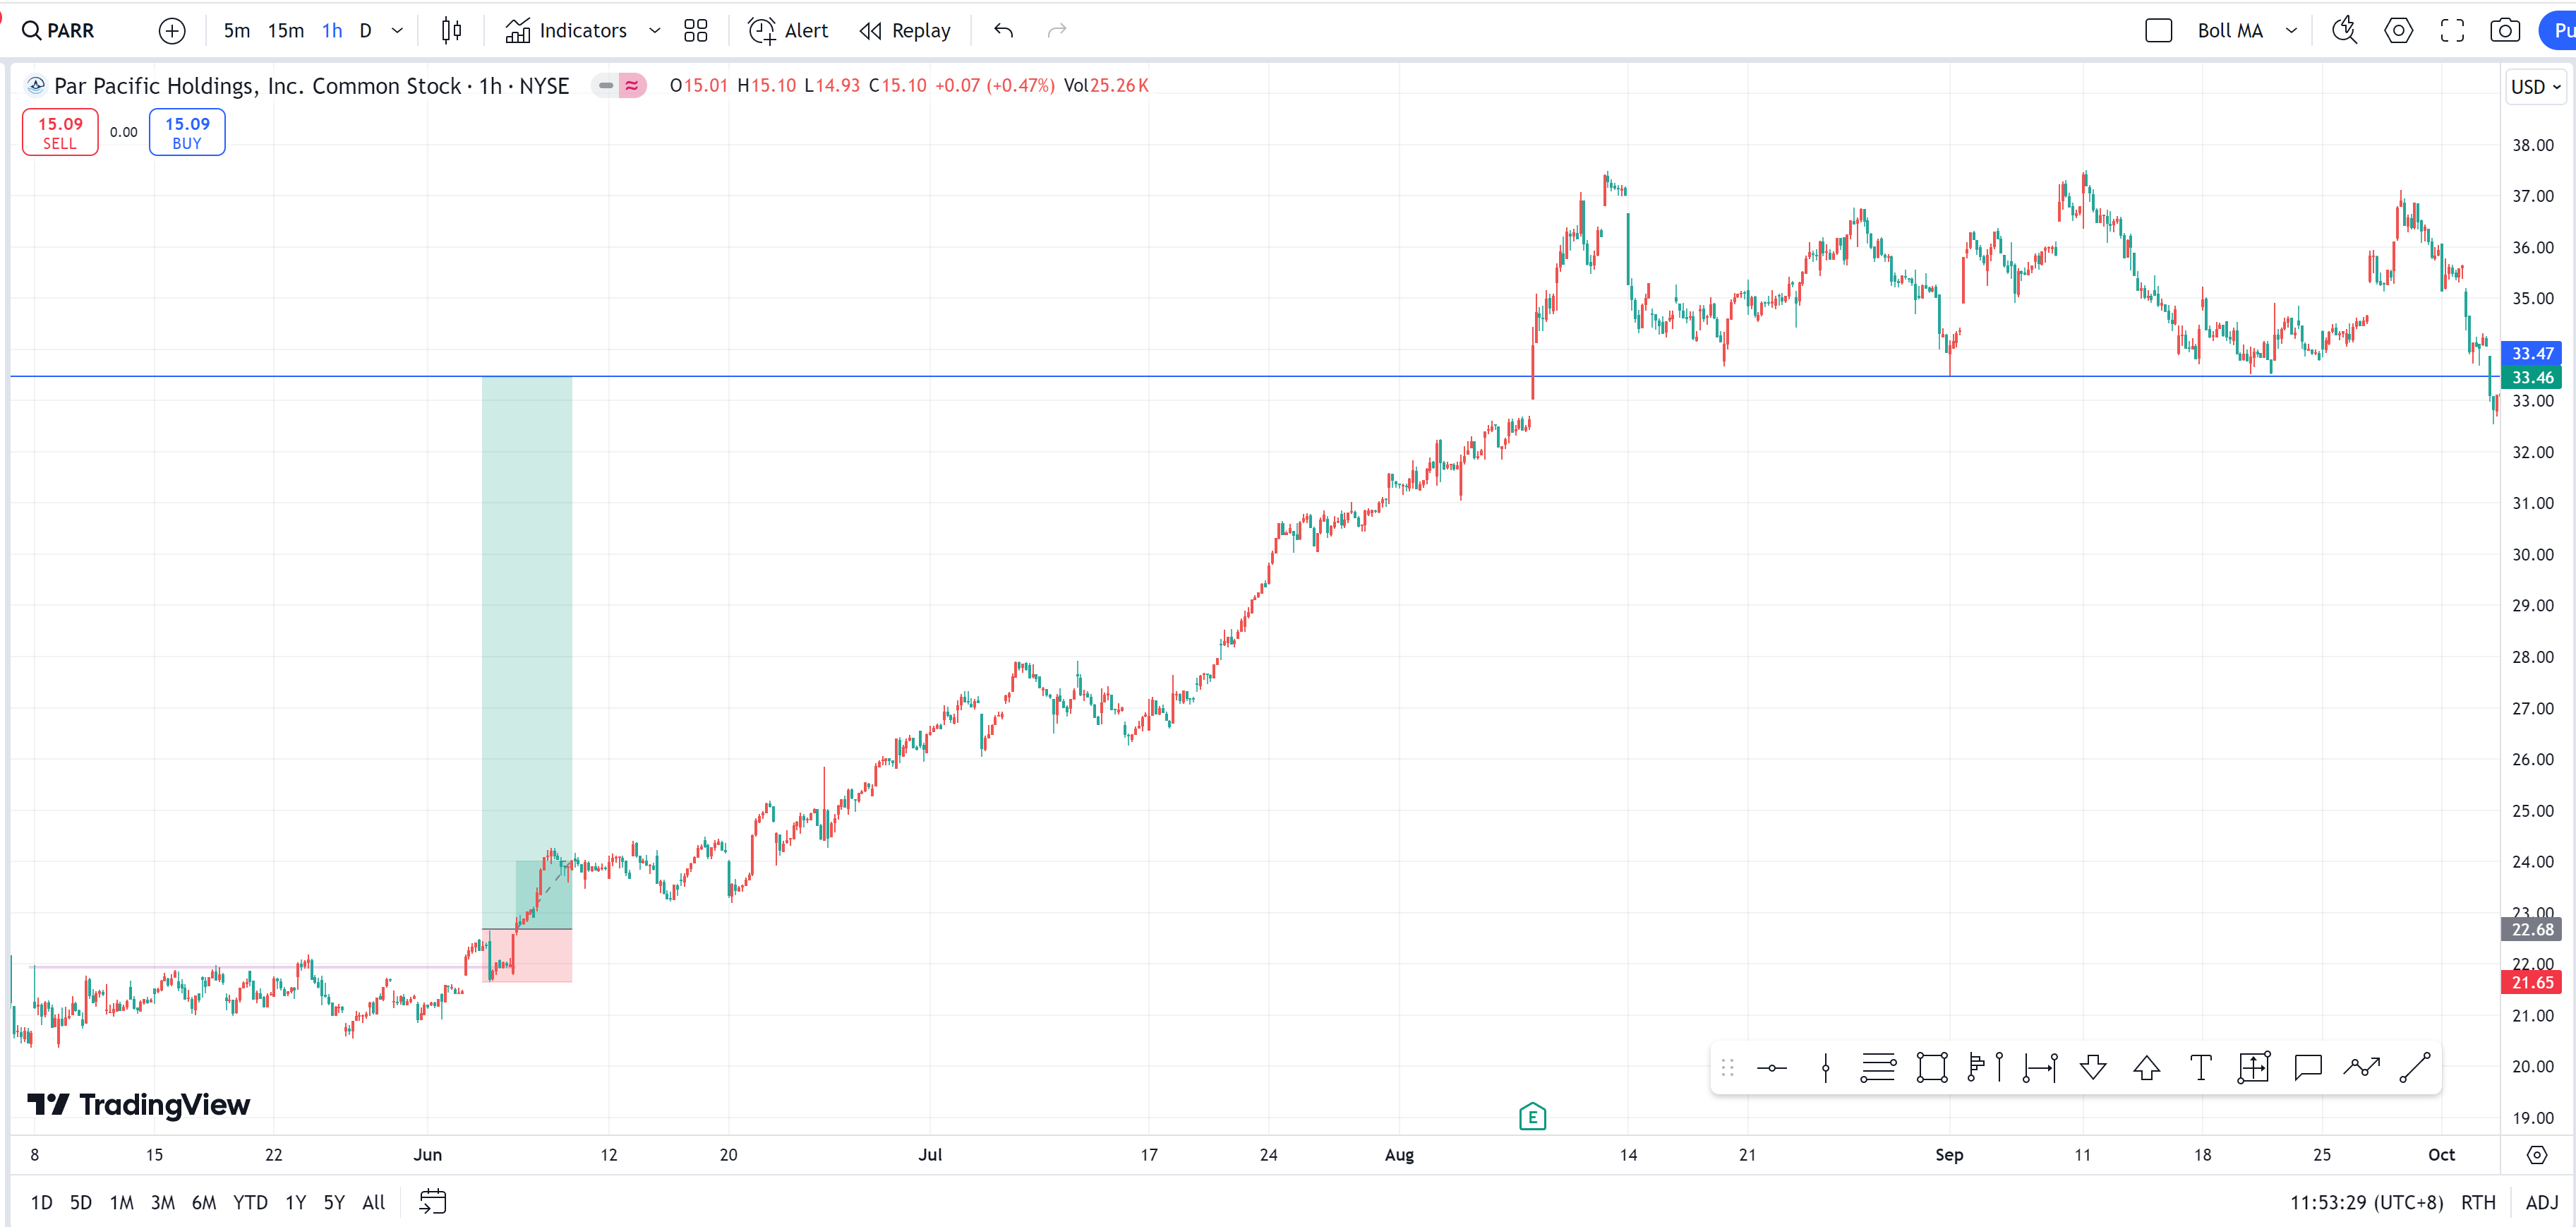 PARR 5m 15m 1h D Indicators Alert Replay Boll MA Pu
Par Pacific Holdings, Inc. Common Stock · 1h · NYSE O15.01 H15.10 L14.93 C15.10 +0.07 (+0.47%) Vol25.26K USD
15.09 0.00 15.09
SELL BUY
38.00
37.00
36.00
35.00
33.47
33.46
33.00
32.00
31.00
30.00
29.00
28.00
27.00
26.00
25.00
24.00
23.00
22.68
22.00
21.65
21.00
20.00
19.00
TradingView
E
8 15 22 Jun 12 20 Jul 17 24 Aug 14 21 Sep 11 18 25 Oct
1D 5D 1M 3M 6M YTD 1Y 5Y All 11:53:29 (UTC+8) RTH ADJ